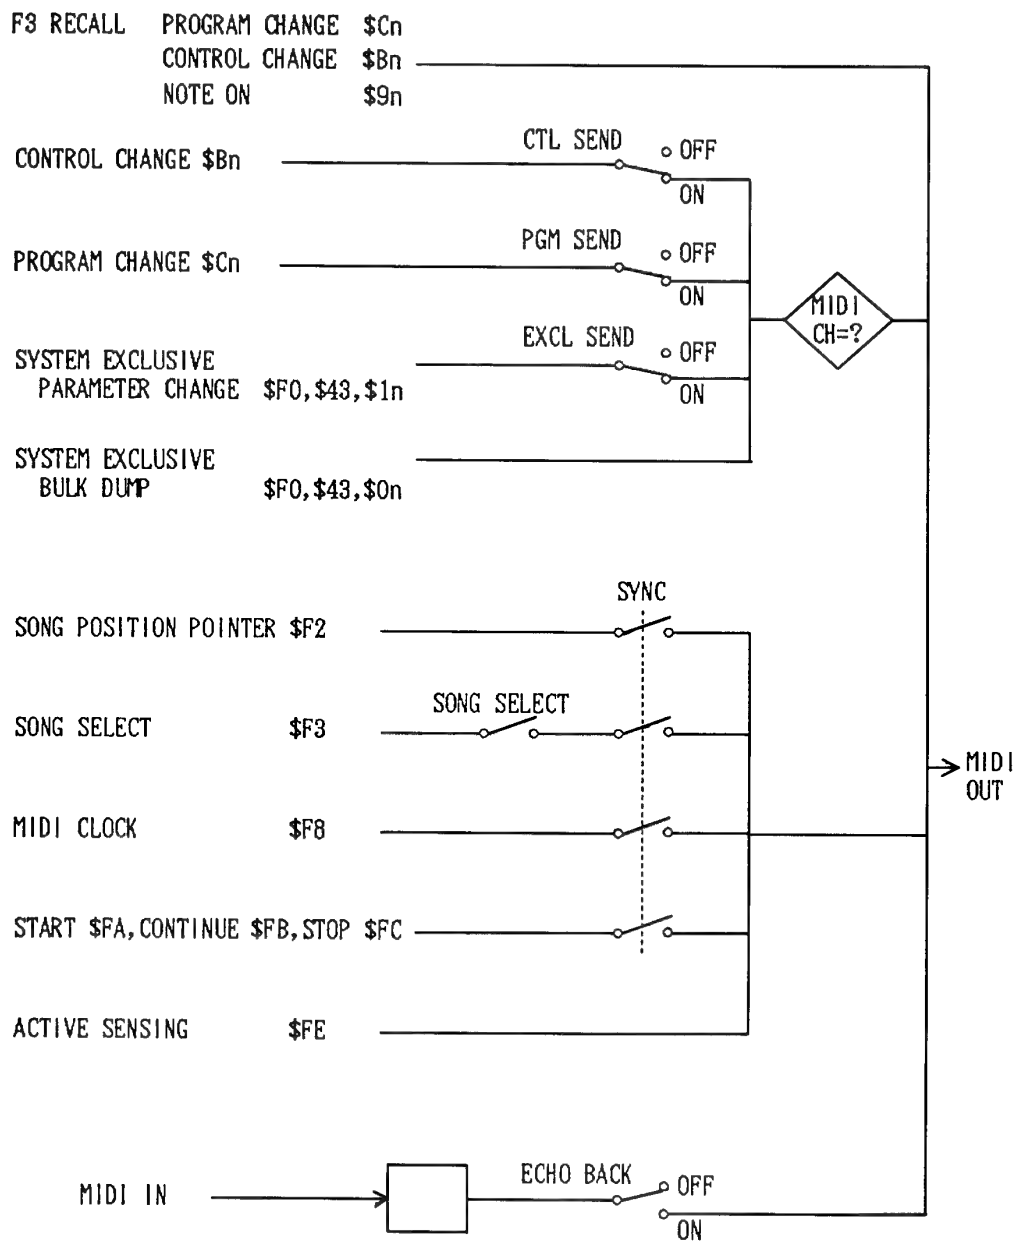 F3 RECALL PROGRAM CHANGE $Cn
CONTROL CHANGE $Bn
NOTE ON $9n
CTL SEND OFF
CONTROL CHANGE $Bn
ON
PGM SEND OFF
PROGRAM CHANGE $Cn
ON
MIDI
CH=?
EXCL SEND OFF
SYSTEM EXCLUSIVE
PARAMETER CHANGE $F0,$43,$1n
ON
SYSTEM EXCLUSIVE
BULK DUMP $F0,$43,$0n
SYNC
SONG POSITION POINTER $F2
SONG SELECT
SONG SELECT $F3
MIDI
OUT
MIDI CLOCK $F8
START $FA,CONTINUE $FB,STOP $FC
ACTIVE SENSING $FE
ECHO BACK OFF
MIDI IN
ON